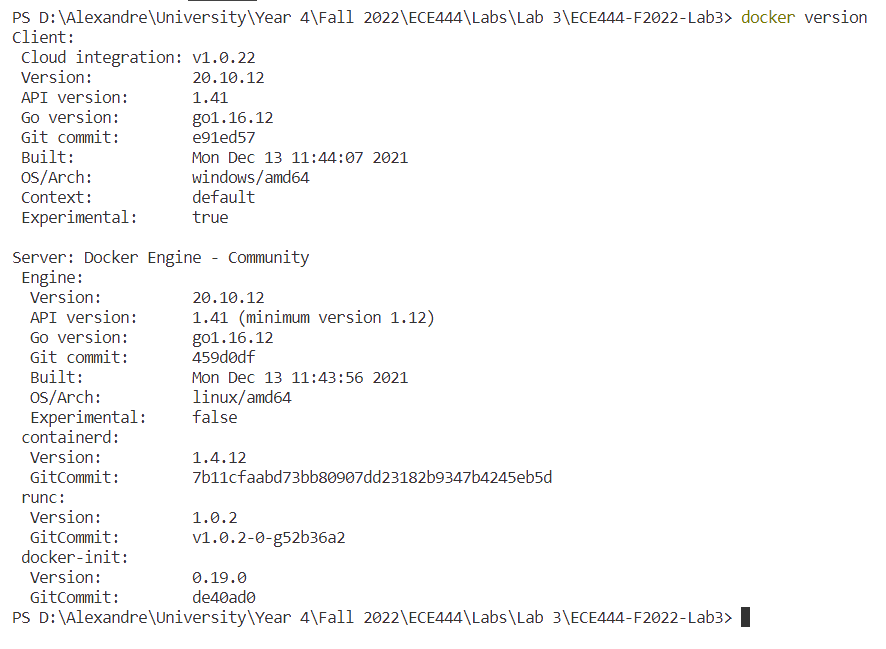 PS D:\Alexandre\University\Year 4\Fall 2022\ECE444\Labs\Lab 3\ECE444-F2022-Lab3> docker version
Client:
 Cloud integration: v1.0.22
 Version:           20.10.12
 API version:       1.41
 Go version:        go1.16.12
 Git commit:        e91ed57
 Built:             Mon Dec 13 11:44:07 2021
 OS/Arch:           windows/amd64
 Context:           default
 Experimental:      true

Server: Docker Engine - Community
 Engine:
  Version:          20.10.12
  API version:      1.41 (minimum version 1.12)
  Go version:       go1.16.12
  Git commit:       459d0df
  Built:            Mon Dec 13 11:43:56 2021
  OS/Arch:          linux/amd64
  Experimental:     false
 containerd:
  Version:          1.4.12
  GitCommit:        7b11cfaabd73bb80907dd23182b9347b4245eb5d
 runc:
  Version:          1.0.2
  GitCommit:        v1.0.2-0-g52b36a2
 docker-init:
  Version:          0.19.0
  GitCommit:        de40ad0
PS D:\Alexandre\University\Year 4\Fall 2022\ECE444\Labs\Lab 3\ECE444-F2022-Lab3>